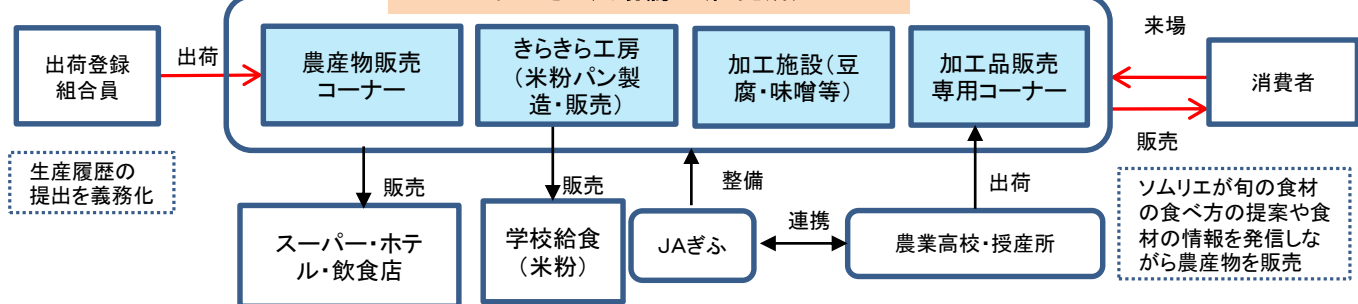 出荷登録
組合員
出荷
農産物販売
コーナー
きらきら工房
（米粉パン製
造・販売）
加工施設（豆
腐・味噌等）
加工品販売
専用コーナー
来場
消費者
販売
生産履歴の
提出を義務化
販売
スーパー・ホテ
ル・飲食店
販売
学校給食
（米粉）
整備
JAぎふ
連携
出荷
農業高校・授産所
ソムリエが旬の食材
の食べ方の提案や食
材の情報を発信しな
がら農産物を販売